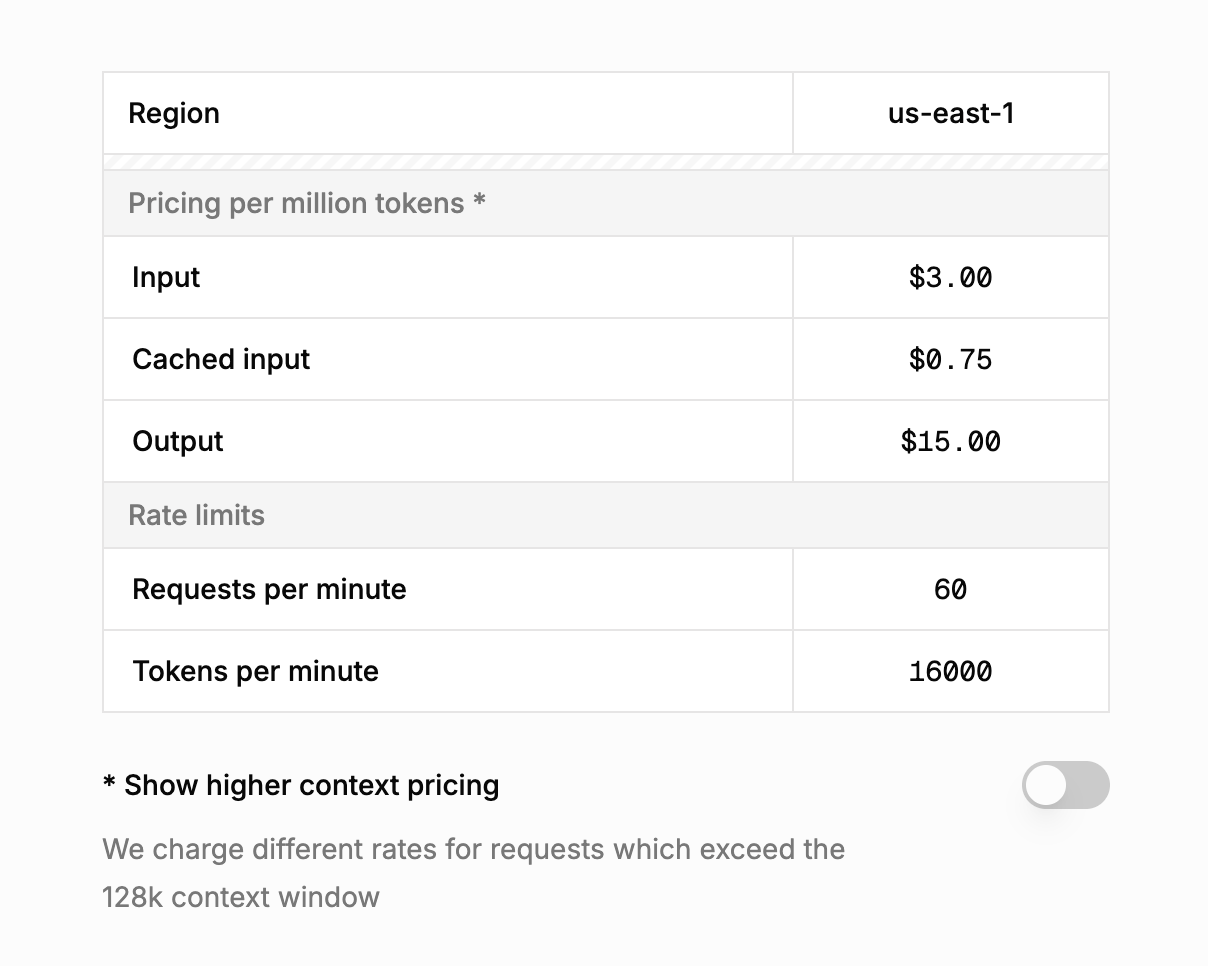 Region us-east-1
Pricing per million tokens *
Input $3.00
Cached input $0.75
Output $15.00
Rate limits
Requests per minute 60
Tokens per minute 16000
* Show higher context pricing
We charge different rates for requests which exceed the
128k context window